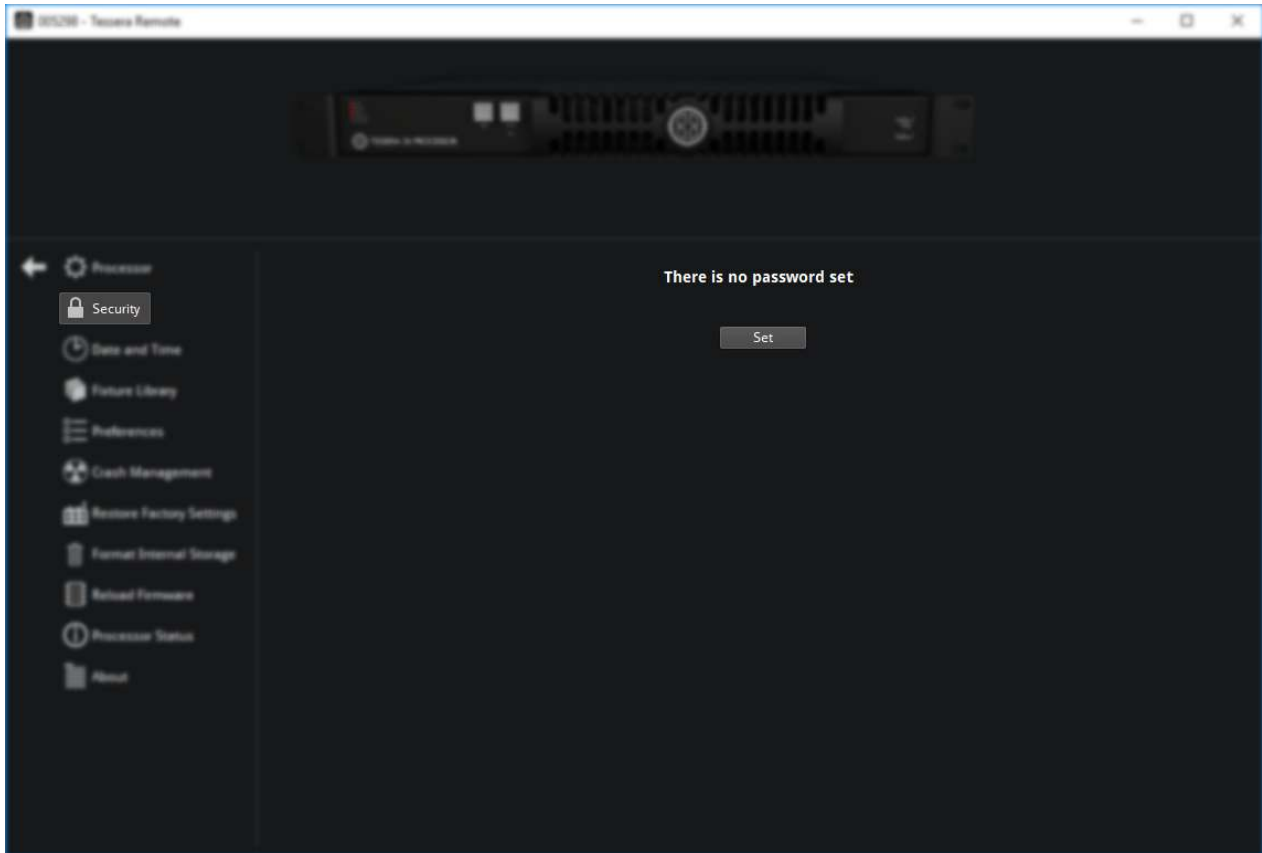 005298 - Tessera Remote
Processor
Security
Date and Time
Fixture Library
Preferences
Crash Management
Restore Factory Settings
Format Internal Storage
Reload Firmware
Processor Status
About
There is no password set
Set